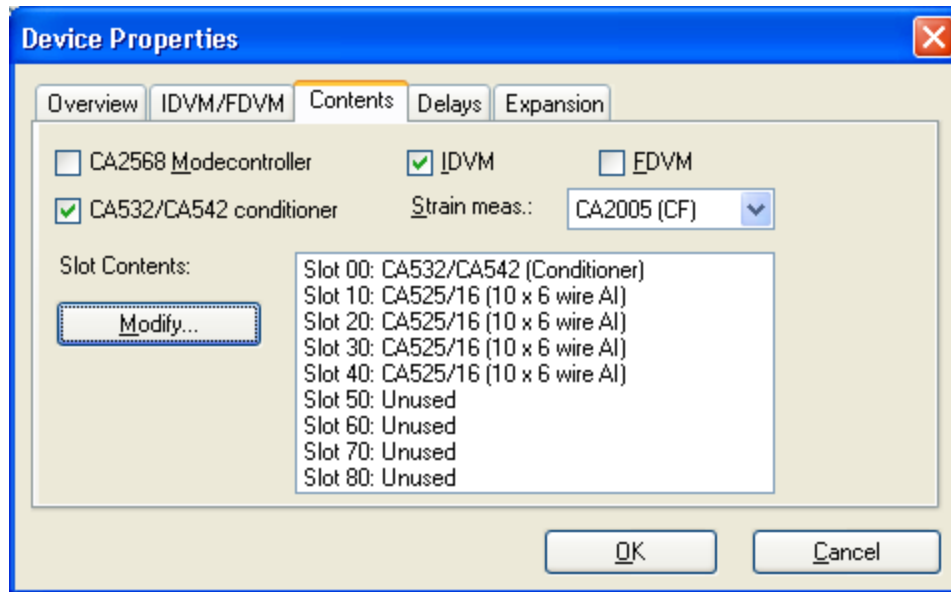 Device Properties
Overview IDVM/FDVM Contents Delays Expansion
CA2568 Modecontroller IDVM FDVM
CA532/CA542 conditioner Strain meas.: CA2005 (CF)
Slot Contents:
Modify...
Slot 00: CA532/CA542 (Conditioner)
Slot 10: CA525/16 (10 x 6 wire AI)
Slot 20: CA525/16 (10 x 6 wire AI)
Slot 30: CA525/16 (10 x 6 wire AI)
Slot 40: CA525/16 (10 x 6 wire AI)
Slot 50: Unused
Slot 60: Unused
Slot 70: Unused
Slot 80: Unused
OK Cancel